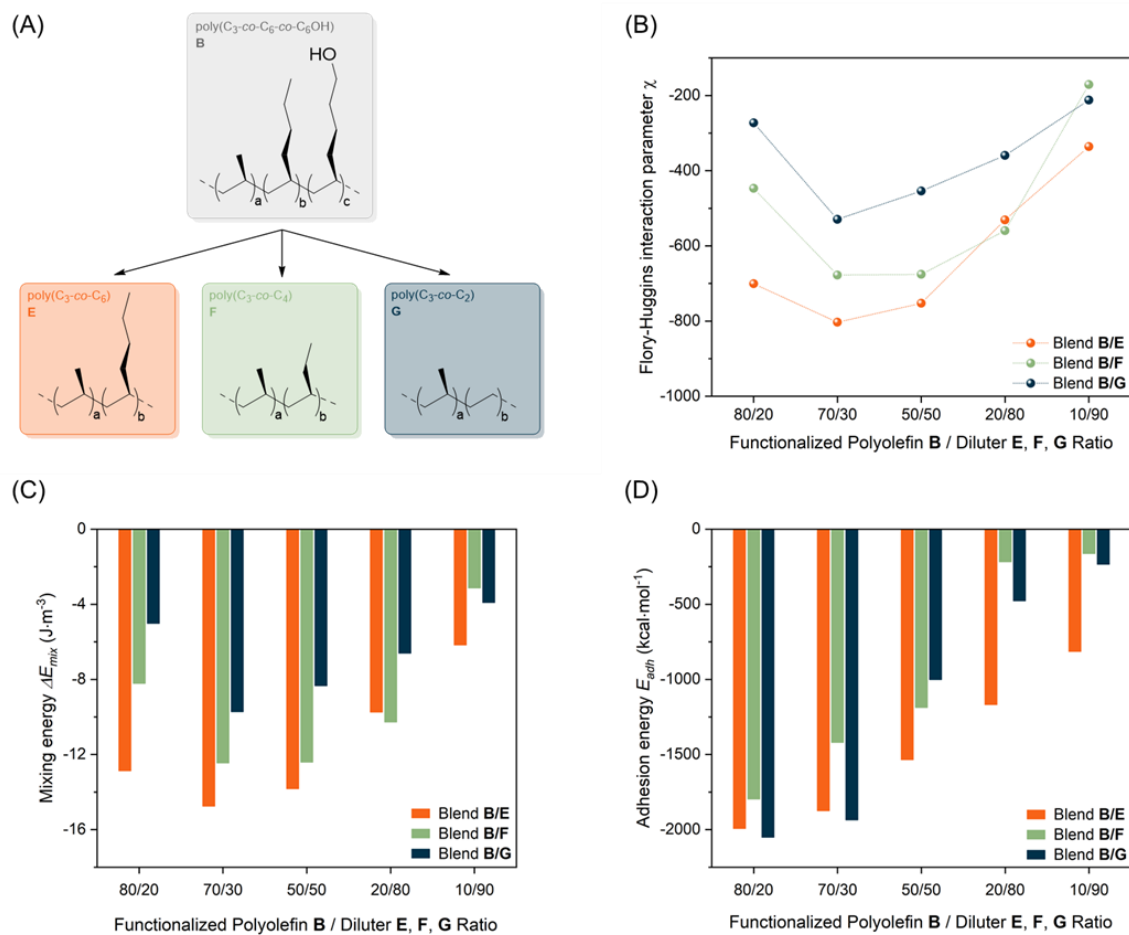 (A)
poly(C3-co-C6-co-C6OH)
B
HO
a
b
c
poly(C3-co-C6)
E
a
b
poly(C3-co-C4)
F
a
b
poly(C3-co-C2)
G
a
b
(B)
Flory-Huggins interaction parameter χ
-200
-400
-600
-800
-1000
Blend B/E
Blend B/F
Blend B/G
80/20 70/30 50/50 20/80 10/90
Functionalized Polyolefin B / Diluter E, F, G Ratio
(C)
Mixing energy ΔEmix (J·m-3)
0
-4
-8
-12
-16
Blend B/E
Blend B/F
Blend B/G
80/20 70/30 50/50 20/80 10/90
Functionalized Polyolefin B / Diluter E, F, G Ratio
(D)
Adhesion energy Eadh (kcal·mol-1)
0
-500
-1000
-1500
-2000
Blend B/E
Blend B/F
Blend B/G
80/20 70/30 50/50 20/80 10/90
Functionalized Polyolefin B / Diluter E, F, G Ratio